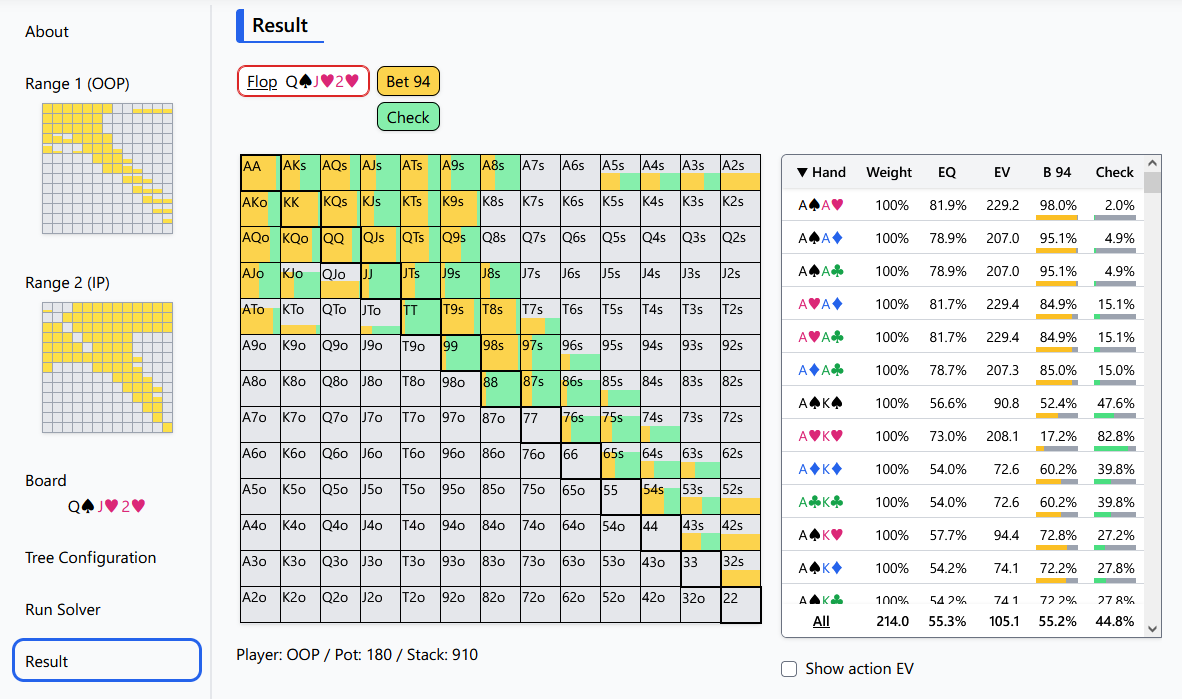 About
Range 1 (OOP)
Range 2 (IP)
Board
Q♠J♥2♥
Tree Configuration
Run Solver
Result
Result
Flop Q♠J♥2♥ Bet 94
Check
AA AKs AQs AJs ATs A9s A8s A7s A6s A5s A4s A3s A2s
AKo KK KQs KJs KTs K9s K8s K7s K6s K5s K4s K3s K2s
AQo KQo QQ QJs QTs Q9s Q8s Q7s Q6s Q5s Q4s Q3s Q2s
AJo KJo QJo JJ JTs J9s J8s J7s J6s J5s J4s J3s J2s
ATo KTo QTo JTo TT T9s T8s T7s T6s T5s T4s T3s T2s
A9o K9o Q9o J9o T9o 99 98s 97s 96s 95s 94s 93s 92s
A8o K8o Q8o J8o T8o 98o 88 87s 86s 85s 84s 83s 82s
A7o K7o Q7o J7o T7o 97o 87o 77 76s 75s 74s 73s 72s
A6o K6o Q6o J6o T6o 96o 86o 76o 66 65s 64s 63s 62s
A5o K5o Q5o J5o T5o 95o 85o 75o 65o 55 54s 53s 52s
A4o K4o Q4o J4o T4o 94o 84o 74o 64o 54o 44 43s 42s
A3o K3o Q3o J3o T3o 93o 83o 73o 63o 53o 43o 33 32s
A2o K2o Q2o J2o T2o 92o 82o 72o 62o 52o 42o 32o 22
Player: OOP / Pot: 180 / Stack: 910
▼ Hand Weight EQ EV B 94 Check
A♠A♥ 100% 81.9% 229.2 98.0% 2.0%
A♠A♦ 100% 78.9% 207.0 95.1% 4.9%
A♠A♣ 100% 78.9% 207.0 95.1% 4.9%
A♥A♦ 100% 81.7% 229.4 84.9% 15.1%
A♥A♣ 100% 81.7% 229.4 84.9% 15.1%
A♦A♣ 100% 78.7% 207.3 85.0% 15.0%
A♠K♠ 100% 56.6% 90.8 52.4% 47.6%
A♥K♥ 100% 73.0% 208.1 17.2% 82.8%
A♦K♦ 100% 54.0% 72.6 60.2% 39.8%
A♣K♣ 100% 54.0% 72.6 60.2% 39.8%
A♠K♥ 100% 57.7% 94.4 72.8% 27.2%
A♠K♦ 100% 54.2% 74.1 72.2% 27.8%
A♠K♣ 100% 54.2% 74.1 72.2% 27.8%
All 214.0 55.3% 105.1 55.2% 44.8%
Show action EV